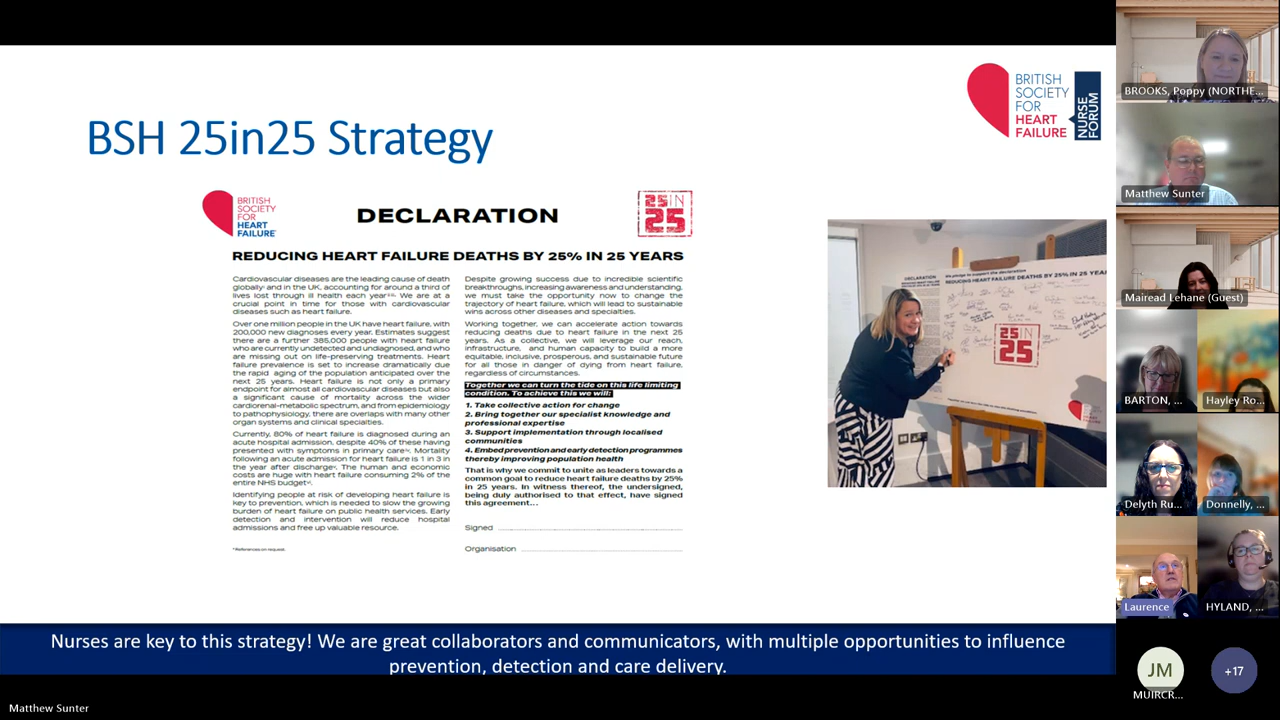 BSH 25in25 Strategy
BRITISH
SOCIETY
FOR
HEART
FAILURE
NURSE
FORUM
BRITISH
SOCIETY
FOR
HEART
FAILURE
DECLARATION
25IN
25
REDUCING HEART FAILURE DEATHS BY 25% IN 25 YEARS
Cardiovascular diseases are the leading cause of death
globally and in the UK, accounting for around a third of
lives lost through ill health each year. We are at a
crucial point in time for those with cardiovascular
diseases such as heart failure.
Over one million people in the UK have heart failure, with
200,000 new diagnoses every year. Estimates suggest
there are a further 385,000 people with heart failure
who are currently undetected and undiagnosed, and who
are missing out on life-preserving treatments. Heart
failure prevalence is set to increase dramatically due
to the rapid aging of the population anticipated over the
next 25 years. Heart failure is not only a primary
endpoint for almost all cardiovascular diseases but also
a significant cause of mortality across the wider
cardiorenal-metabolic spectrum, and from epidemiology
to pathophysiology, there are overlaps with many other
organ systems and clinical specialties.
Currently, 80% of heart failure is diagnosed during an
acute hospital admission, despite 40% of these having
presented with symptoms in primary care. Mortality
following an acute admission for heart failure is 1 in 3 in
the year after discharge. The human and economic
costs are huge with heart failure consuming 2% of the
entire NHS budget.
Identifying people at risk of developing heart failure is
key to prevention, which is needed to slow the growing
burden of heart failure on public health services. Early
detection and intervention will reduce hospital
admissions and free up valuable resource.
*References on request.
Despite growing success due to incredible scientific
breakthroughs, increasing awareness and understanding,
we must take the opportunity now to change the
trajectory of heart failure, which will lead to sustainable
wins across other diseases and specialties.
Working together, we can accelerate action towards
reducing deaths due to heart failure in the next 25
years. As a collective, we will leverage our reach,
infrastructure, and human capacity to build a more
equitable, inclusive, prosperous, and sustainable future
for all those in danger of dying from heart failure,
regardless of circumstances.
Together we can turn the tide on this life limiting
condition. To achieve this we will:
1. Take collective action for change
2. Bring together our specialist knowledge and
professional expertise
3. Support implementation through localised
communities
4. Embed prevention and early detection programmes
thereby improving population health
That is why we commit to unite as leaders towards a
common goal to reduce heart failure deaths by 25%
in 25 years. In witness thereof, the undersigned,
being duly authorised to that effect, have signed
this agreement...
Signed
Organisation
DECLARATION
We pledge to support the declaration
REDUCING HEART FAILURE DEATHS BY 25% IN 25 YEAR
25IN
25
Nurses are key to this strategy! We are great collaborators and communicators, with multiple opportunities to influence
prevention, detection and care delivery.
Matthew Sunter
BROOKS, Poppy (NORTHE...
Matthew Sunter
Mairead Lehane (Guest)
BARTON, ...
Hayley Ro...
Delyth Ru...
Donnelly, ...
Laurence
HYLAND, ...
JM
MUIRCR...
+17